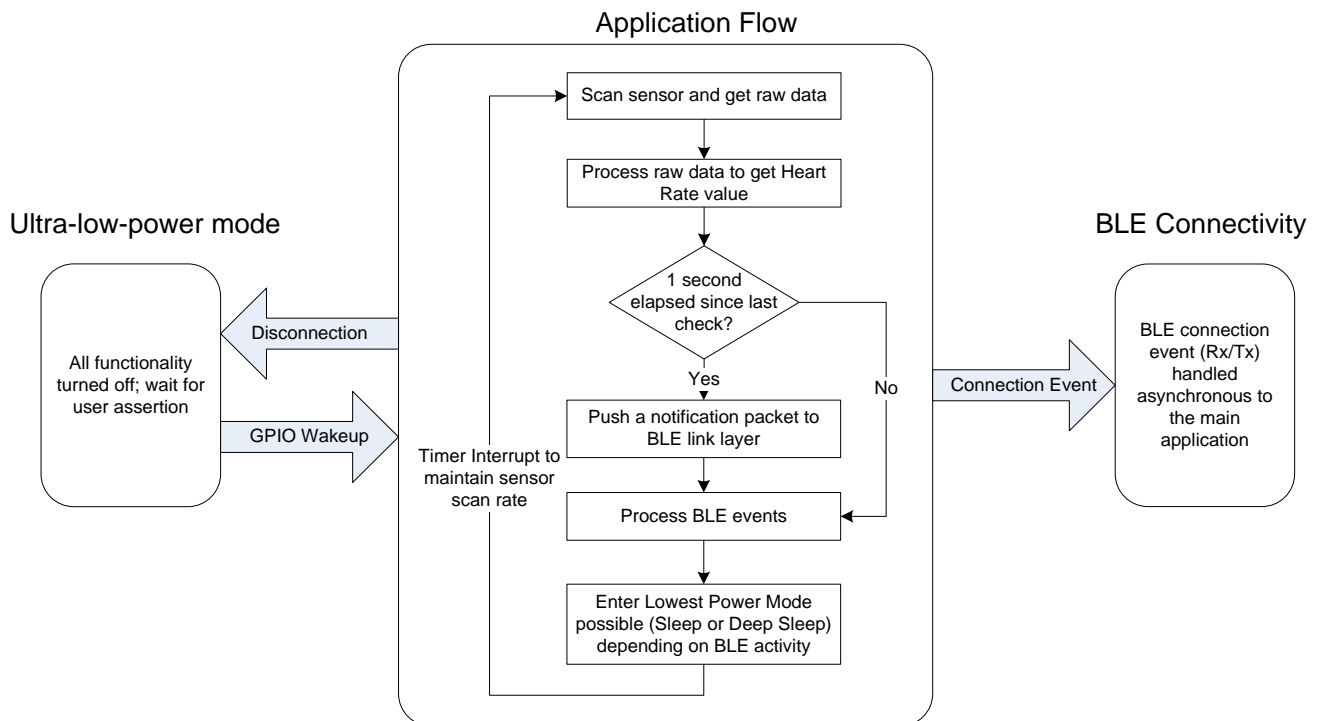 Application Flow
Scan sensor and get raw data
Process raw data to get Heart
Rate value
Ultra-low-power mode
BLE Connectivity
1 second
elapsed since last
check?
Disconnection
All functionality
turned off; wait for
user assertion
GPIO Wakeup
Yes
No
Connection Event
BLE connection
event (Rx/Tx)
handled
asynchronous to
the main
application
Push a notification packet to
BLE link layer
Timer Interrupt to
maintain sensor
scan rate
Process BLE events
Enter Lowest Power Mode
possible (Sleep or Deep Sleep)
depending on BLE activity